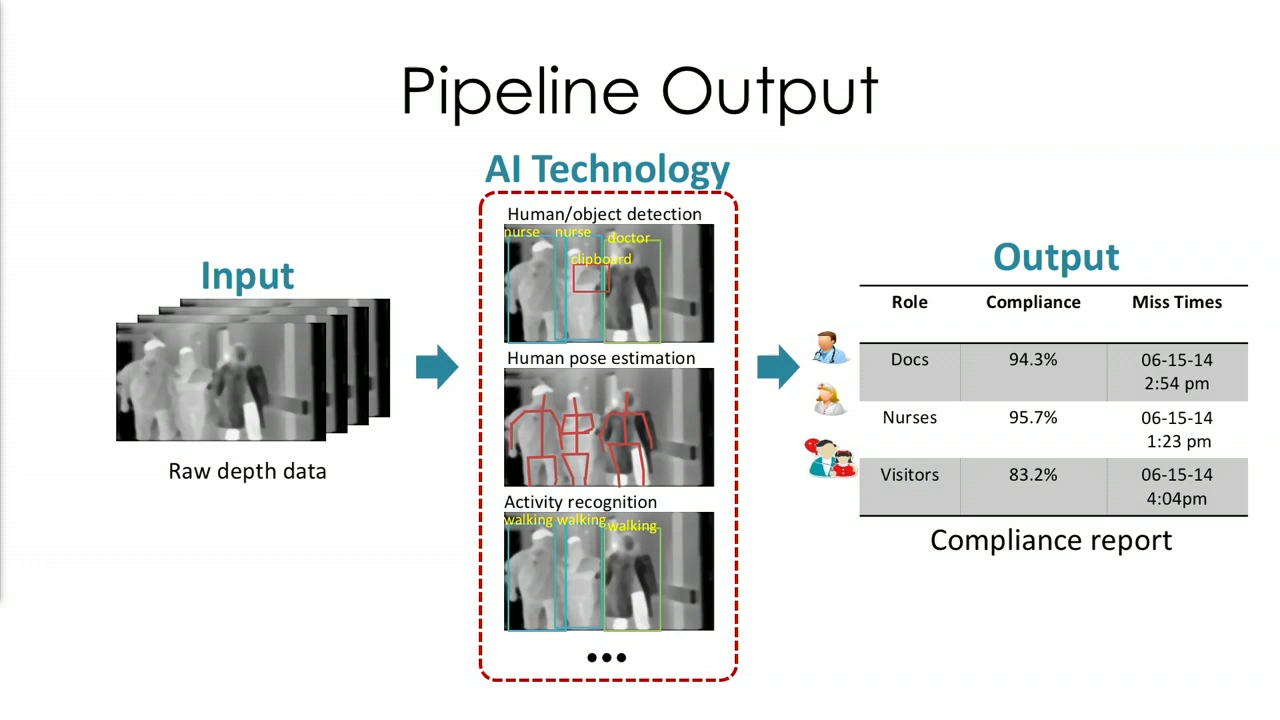 Pipeline Output
AI Technology
Input
Raw depth data
Human/object detection
nurse nurse doctor
clipboard
Human pose estimation
Activity recognition
walking walking walking
•••
Output
Role Compliance Miss Times
Docs 94.3% 06-15-14
2:54 pm
Nurses 95.7% 06-15-14
1:23 pm
Visitors 83.2% 06-15-14
4:04pm
Compliance report